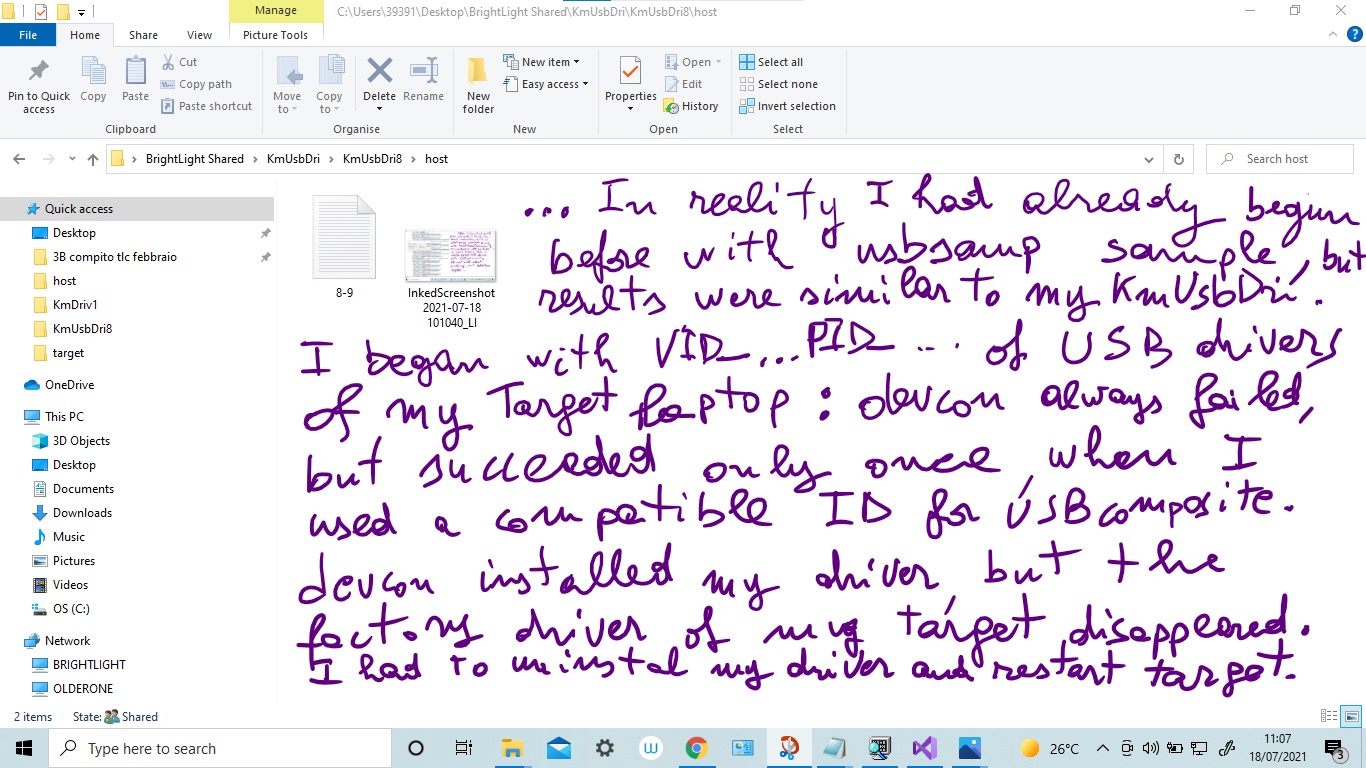 Manage
C:\Users\39391\Desktop\BrightLight Shared\KmUsbDri\KmUsbDri8\host
File Home Share View Picture Tools
Pin to Quick access
Copy
Paste
Cut
Copy path
Paste shortcut
Move to
Copy to
Delete
Rename
New folder
New item
Easy access
Properties
Open
Edit
History
Select all
Select none
Invert selection
Clipboard Organise New Open Select
BrightLight Shared > KmUsbDri > KmUsbDri8 > host
Search host
Quick access
Desktop
3B compito tlc febbraio
host
KmDriv1
KmUsbDri8
target
OneDrive
This PC
3D Objects
Desktop
Documents
Downloads
Music
Pictures
Videos
OS (C:)
Network
BRIGHTLIGHT
OLDERONE
8-9
InkedScreenshot
2021-07-18
101040_LI
... In reality I had already begun
before with usbsamp sample, but
results were similar to my KmUsbDri.
I began with VID_... PID_... of USB drivers
of my Target Laptop: devcon always failed,
but succeeded only once, when I
used a compatible ID for USB composite.
devcon installed my driver but the
factory driver of my target disappeared.
I had to uninstal my driver and restart target.
2 items State: Shared
Type here to search
26°C
11:07
18/07/2021
3